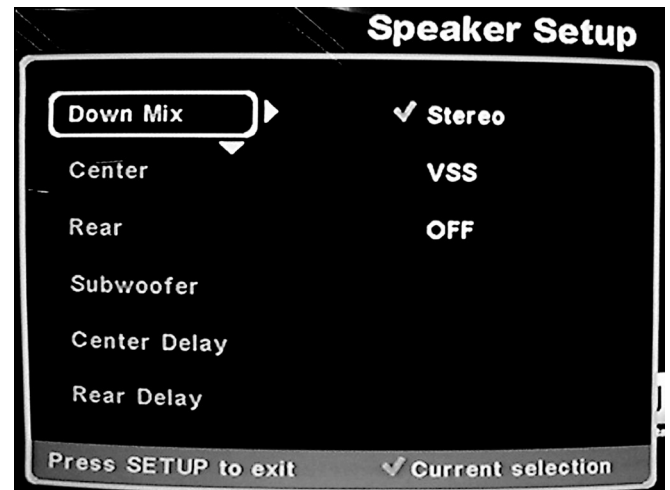 Speaker Setup
Down Mix
✓ Stereo
Center
VSS
Rear
OFF
Subwoofer
Center Delay
Rear Delay
Press SETUP to exit
✓ Current selection